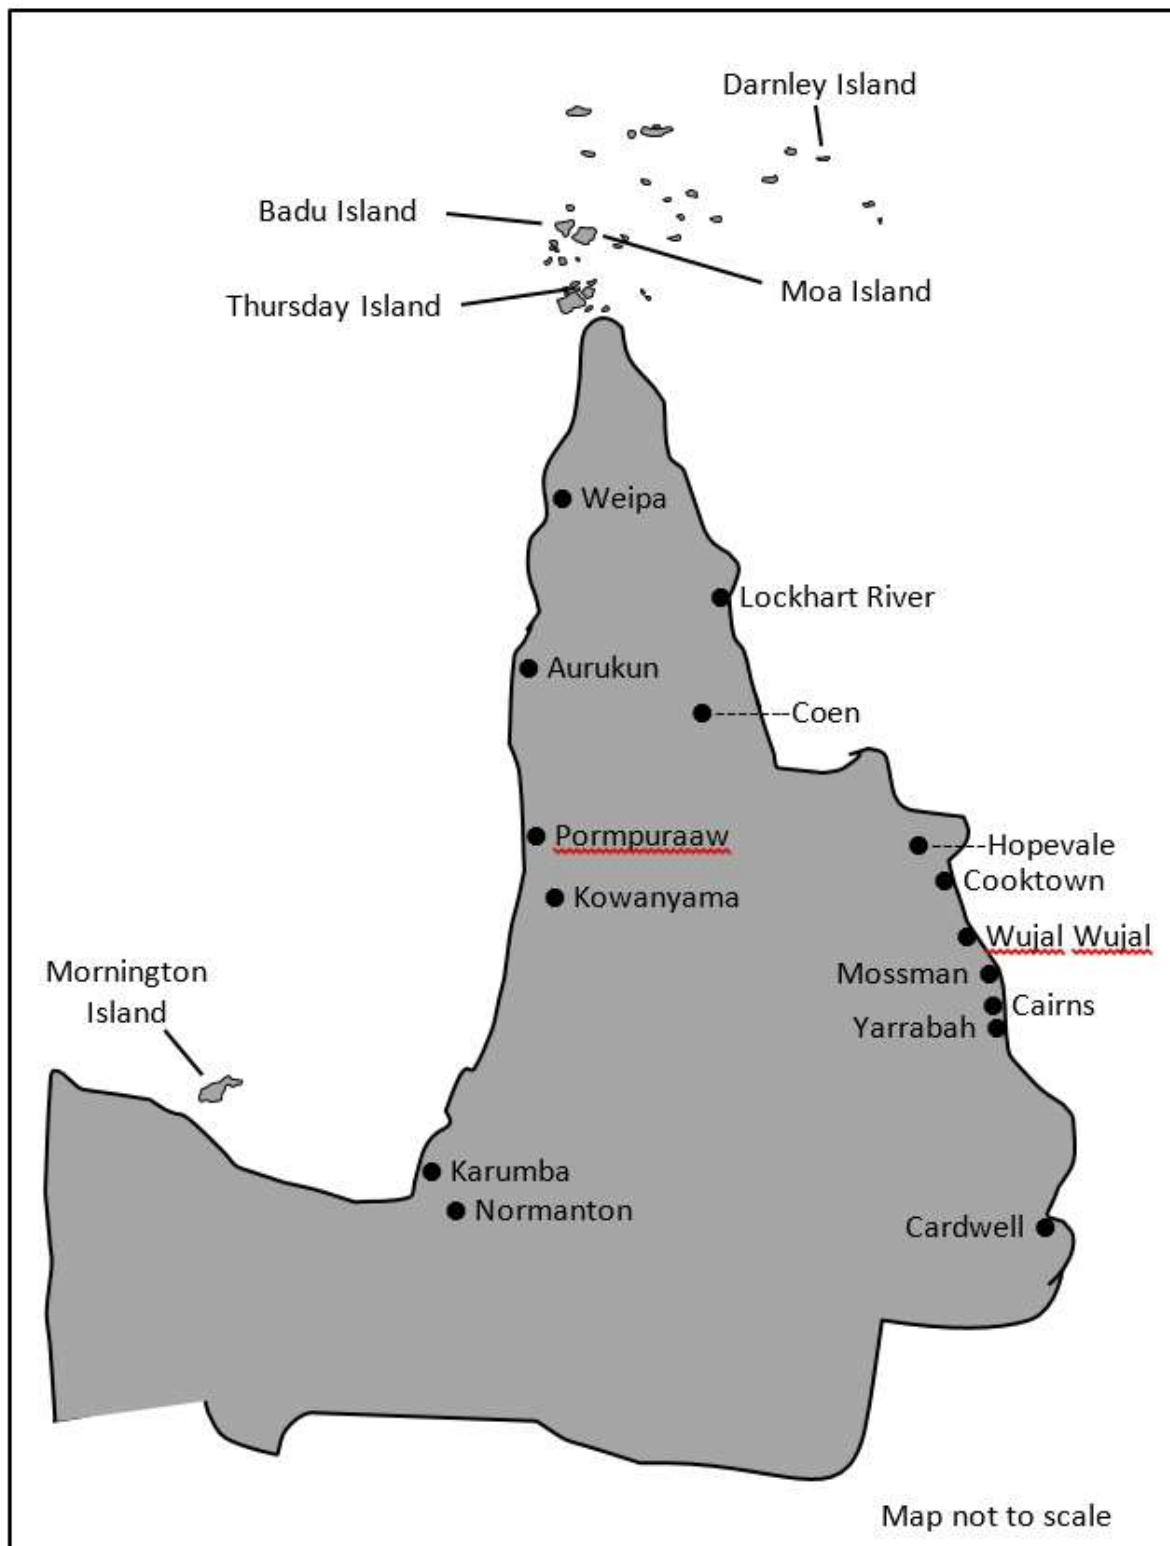 Darnley Island
Badu Island
Moa Island
Thursday Island
Weipa
Lockhart River
Aurukun
Coen
Pormpuraaw
Hopevale
Cooktown
Kowanyama
Wujal Wujal
Mornington
Island
Mossman
Cairns
Yarrabah
Karumba
Normanton
Cardwell
Map not to scale